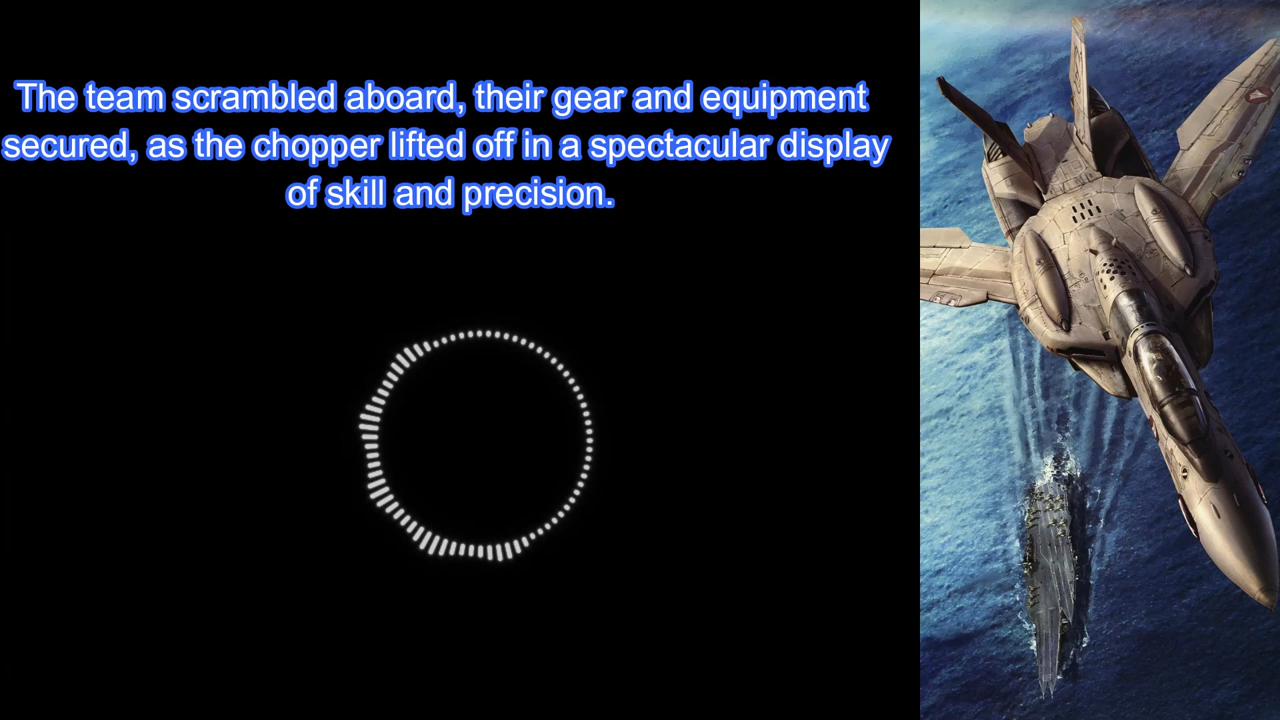 The team scrambled aboard, their gear and equipment
secured, as the chopper lifted off in a spectacular display
of skill and precision.